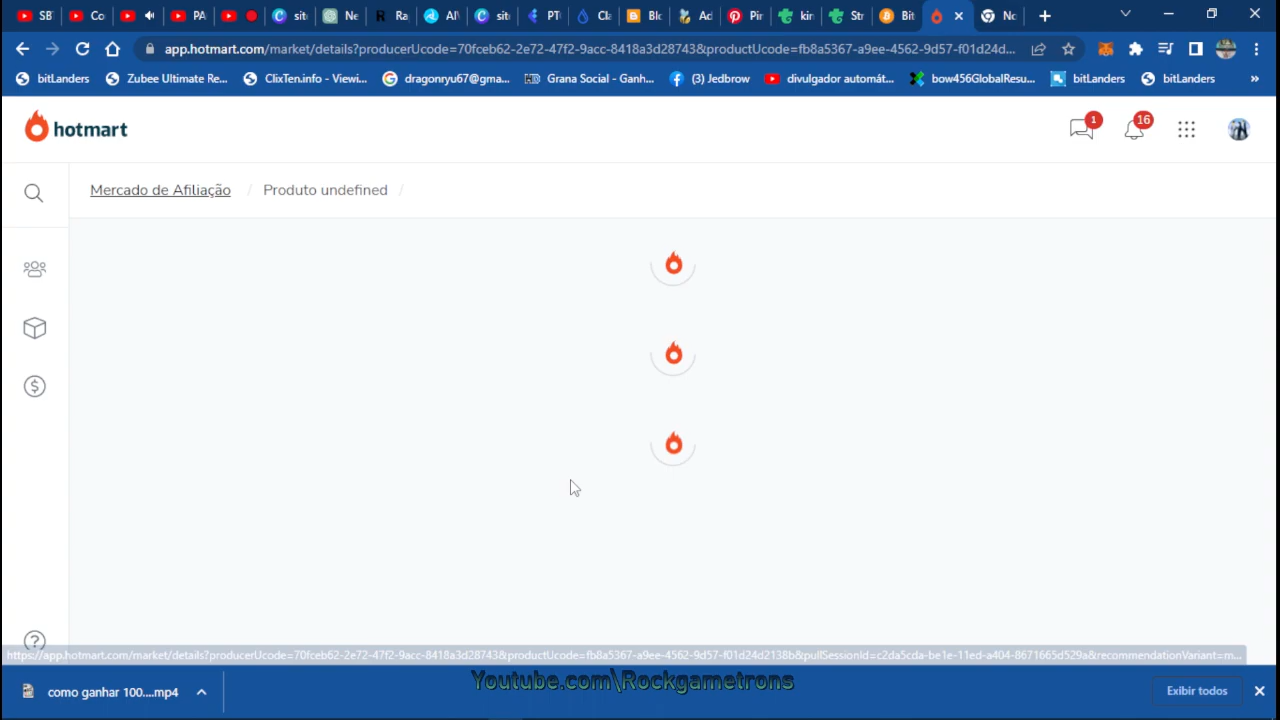 SB
Co
PA
sit
Ne
Ra
AI
sit
PT
Cla
Blo
Ad
Pin
kin
Str
Bit
No
app.hotmart.com/market/details?producerUcode=70fceb62-2e72-47f2-9acc-8418a3d28743&productUcode=fb8a5367-a9ee-4562-9d57-f01d24d...
bitLanders
Zubee Ultimate Re...
ClixTen.info - Viewi...
dragonryu67@gma...
Grana Social - Ganh...
(3) Jedbrow
divulgador automát...
bow456GlobalResu...
bitLanders
bitLanders
»
hotmart
1
16
Mercado de Afiliação / Produto undefined /
https://app.hotmart.com/market/details?producerUcode=70fceb62-2e72-47f2-9acc-8418a3d28743&productUcode=fb8a5367-a9ee-4562-9d57-f01d24d2138b&pullSessionId=c2da5cda-be1e-11ed-a404-8671665d529a&recommendationVariant=m...
como ganhar 100....mp4
Youtube.com\Rockgametrons
Exibir todos